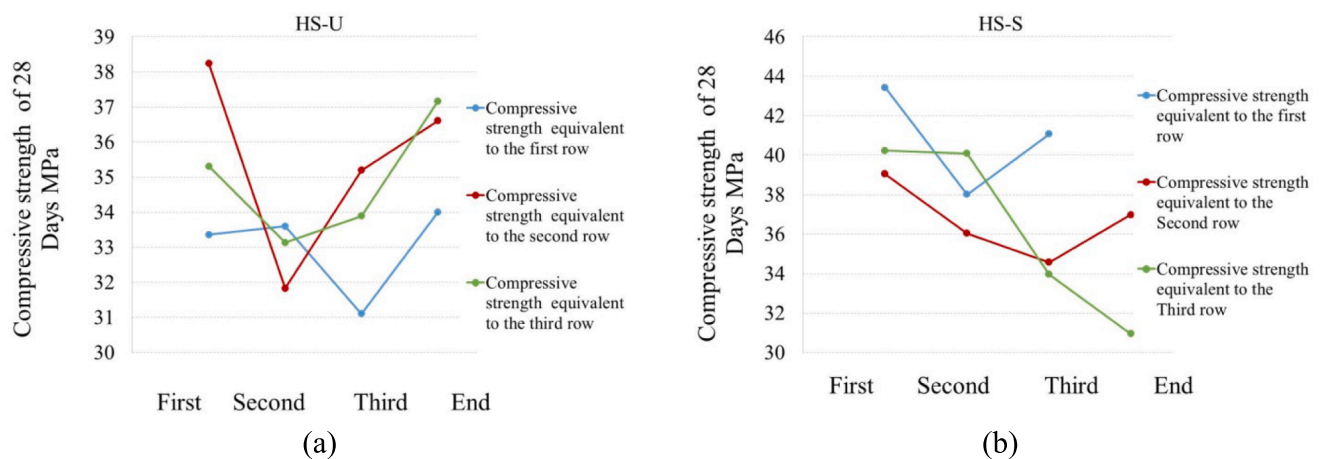 HS-U
Compressive strength of 28
Days MPa
39
38
37
36
35
34
33
32
31
30
First Second Third End
Compressive
strength equivalent
to the first row
Compressive
strength equivalent
to the second row
Compressive
strength equivalent
to the third row
(a)
HS-S
Compressive strength of 28
Days MPa
46
44
42
40
38
36
34
32
30
First Second Third End
Compressive strength
equivalent to the first
row
Compressive strength
equivalent to the
Second row
Compressive strength
equivalent to the
Third row
(b)